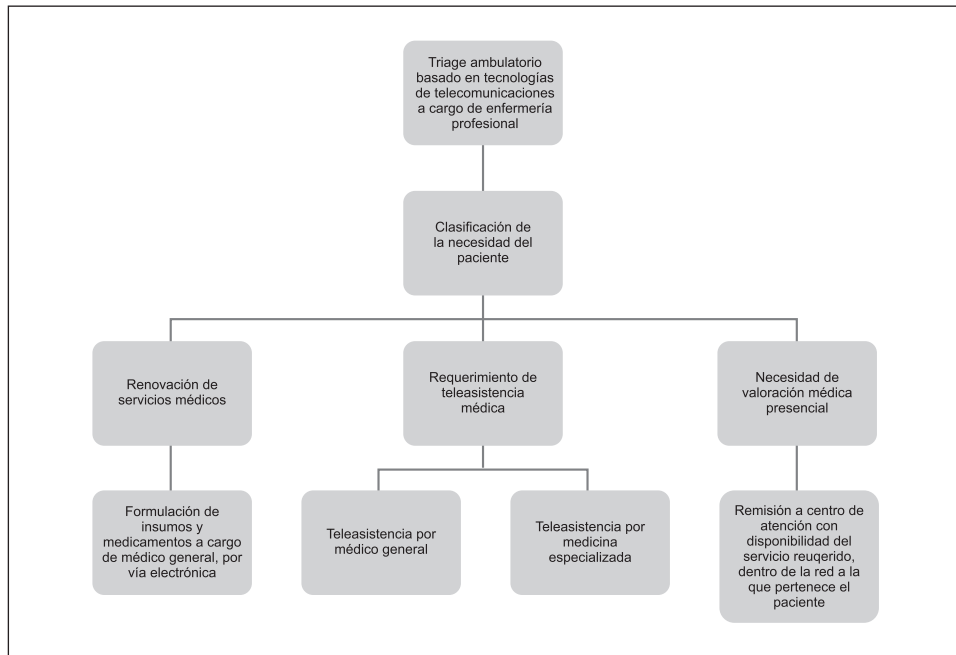 Triage ambulatorio
basado en tecnologías
de telecomunicaciones
a cargo de enfermería
profesional
Clasificación de
la necesidad del
paciente
Renovación de
servicios médicos
Requerimiento de
teleasistencia
médica
Necesidad de
valoración médica
presencial
Formulación de
insumos y
medicamentos a cargo
de médico general, por
vía electrónica
Teleasistencia por
médico general
Teleasistencia por
medicina
especializada
Remisión a centro de
atención con
disponibilidad del
servicio reuqerido,
dentro de la red a la
que pertenece el
paciente